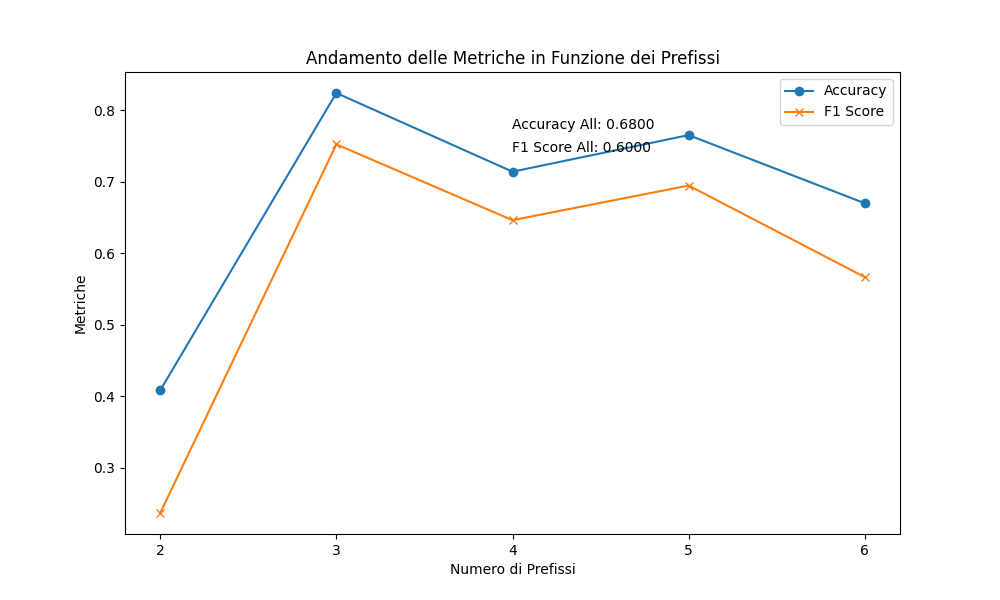 Andamento delle Metriche in Funzione dei Prefissi
Accuracy
F1 Score
Accuracy All: 0.6800
F1 Score All: 0.6000
Metriche
0.8
0.7
0.6
0.5
0.4
0.3
2
3
4
5
6
Numero di Prefissi